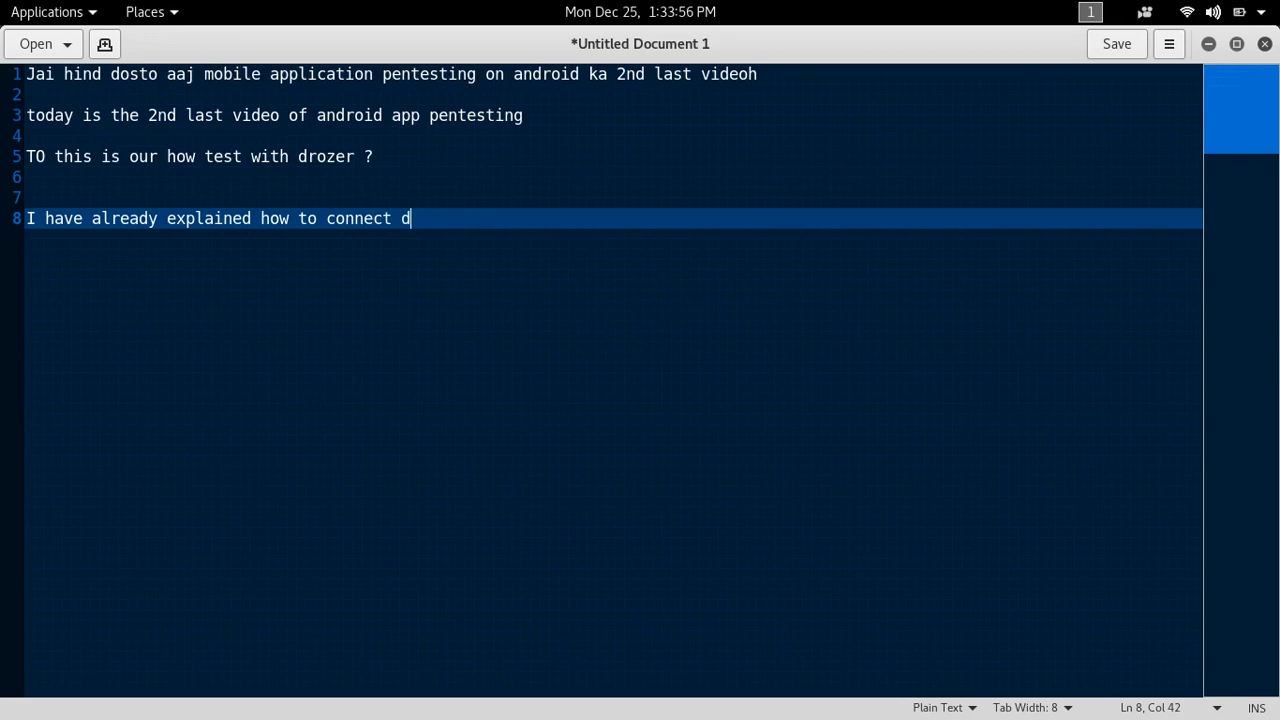 Applications Places Mon Dec 25, 1:33:56 PM 1
Open *Untitled Document 1 Save
1 Jai hind dosto aaj mobile application pentesting on android ka 2nd last videoh
2
3 today is the 2nd last video of android app pentesting
4
5 TO this is our how test with drozer ?
6
7
8 I have already explained how to connect d
Plain Text Tab Width: 8 Ln 8, Col 42 INS